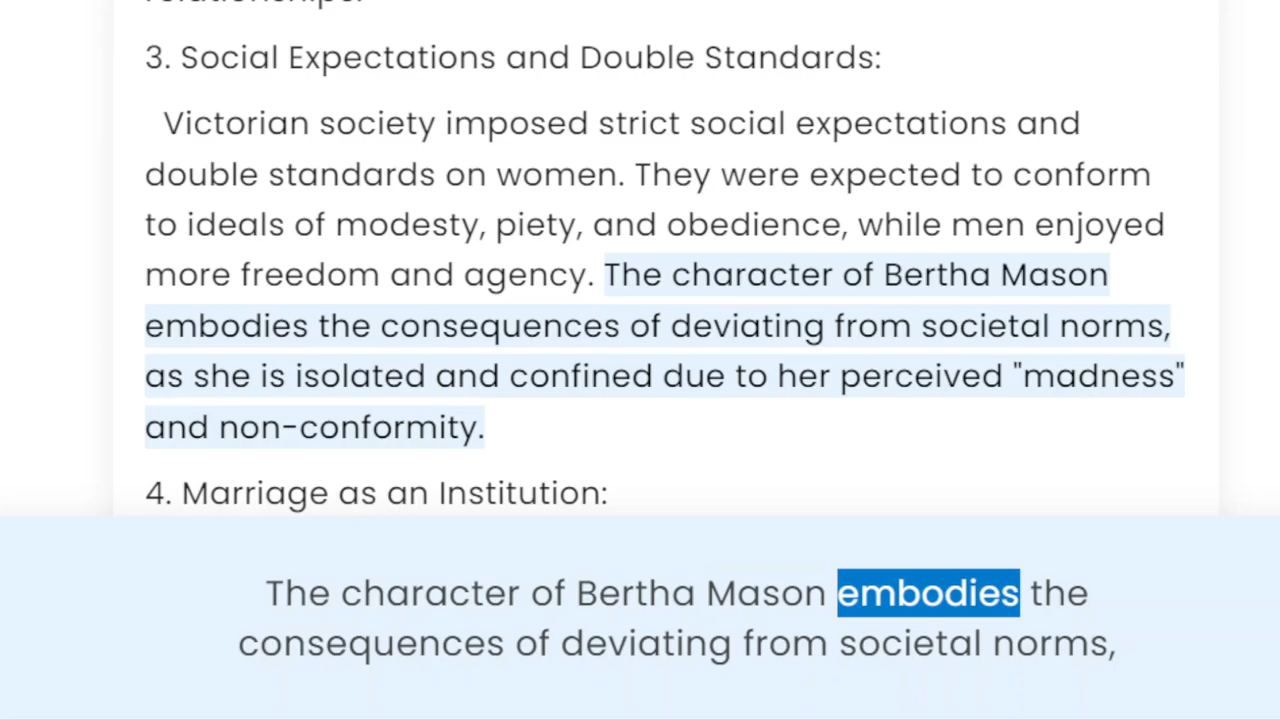 3. Social Expectations and Double Standards:
Victorian society imposed strict social expectations and
double standards on women. They were expected to conform
to ideals of modesty, piety, and obedience, while men enjoyed
more freedom and agency. The character of Bertha Mason
embodies the consequences of deviating from societal norms,
as she is isolated and confined due to her perceived "madness"
and non-conformity.
4. Marriage as an Institution:
The character of Bertha Mason embodies the
consequences of deviating from societal norms,